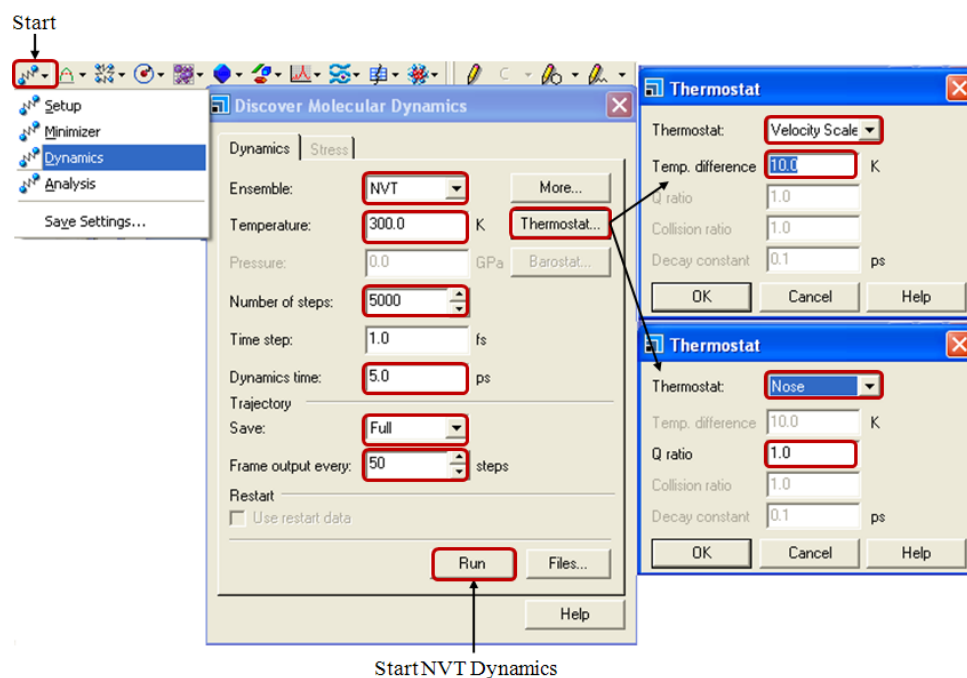 Start
Setup
Minimizer
Dynamics
Analysis
Save Settings...
Discover Molecular Dynamics
Dynamics Stress
Ensemble: NVT More...
Temperature: 300.0 K Thermostat...
Pressure: 0.0 GPa Barostat...
Number of steps: 5000
Time step: 1.0 fs
Dynamics time: 5.0 ps
Trajectory
Save: Full
Frame output every: 50 steps
Restart
Use restart data
Run Files...
Help
Start NVT Dynamics
Thermostat
Thermostat: Velocity Scale
Temp. difference 10.0 K
Q ratio 1.0
Collision ratio 1.0
Decay constant 0.1 ps
OK Cancel Help
Thermostat
Thermostat: Nose
Temp. difference 10.0 K
Q ratio 1.0
Collision ratio 1.0
Decay constant 0.1 ps
OK Cancel Help